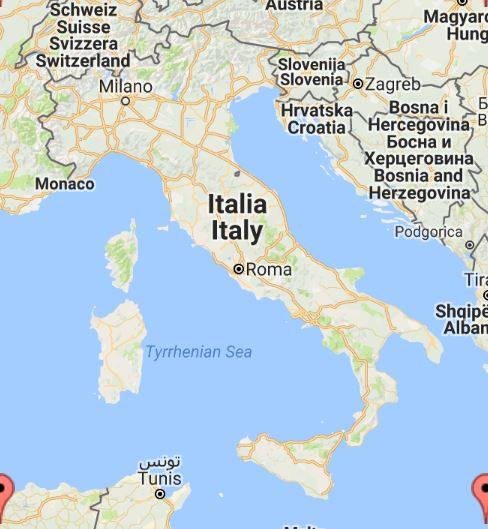 Austria
Schweiz
Suisse
Svizzera
Switzerland
Magyaro
Hung
Slovenija
Slovenia
Zagreb
Milano
Hrvatska
Croatia
Bosna i
Hercegovina
Босна и
Херцеговина
Bosnia and
Herzegovina
Б
В
Monaco
Italia
Italy
Podgorica
Roma
Tira
Shqipë
Alban
Tyrrhenian Sea
تونس
Tunis